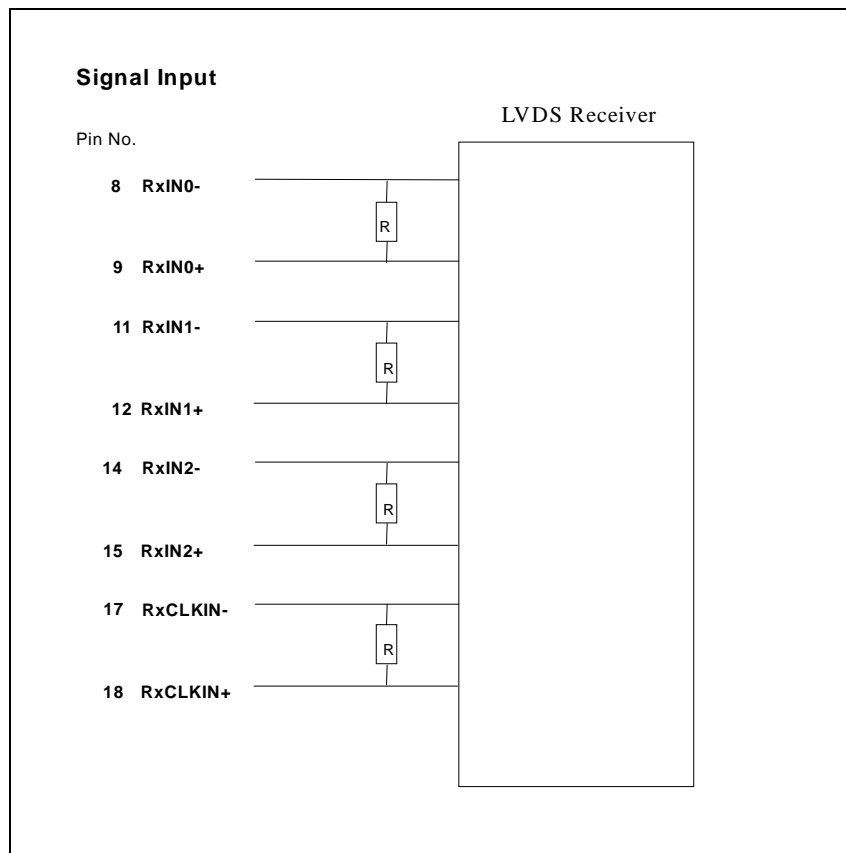 Signal Input
LVDS Receiver
Pin No.
8 RxIN0-
R
9 RxIN0+
11 RxIN1-
R
12 RxIN1+
14 RxIN2-
R
15 RxIN2+
17 RxCLKIN-
R
18 RxCLKIN+